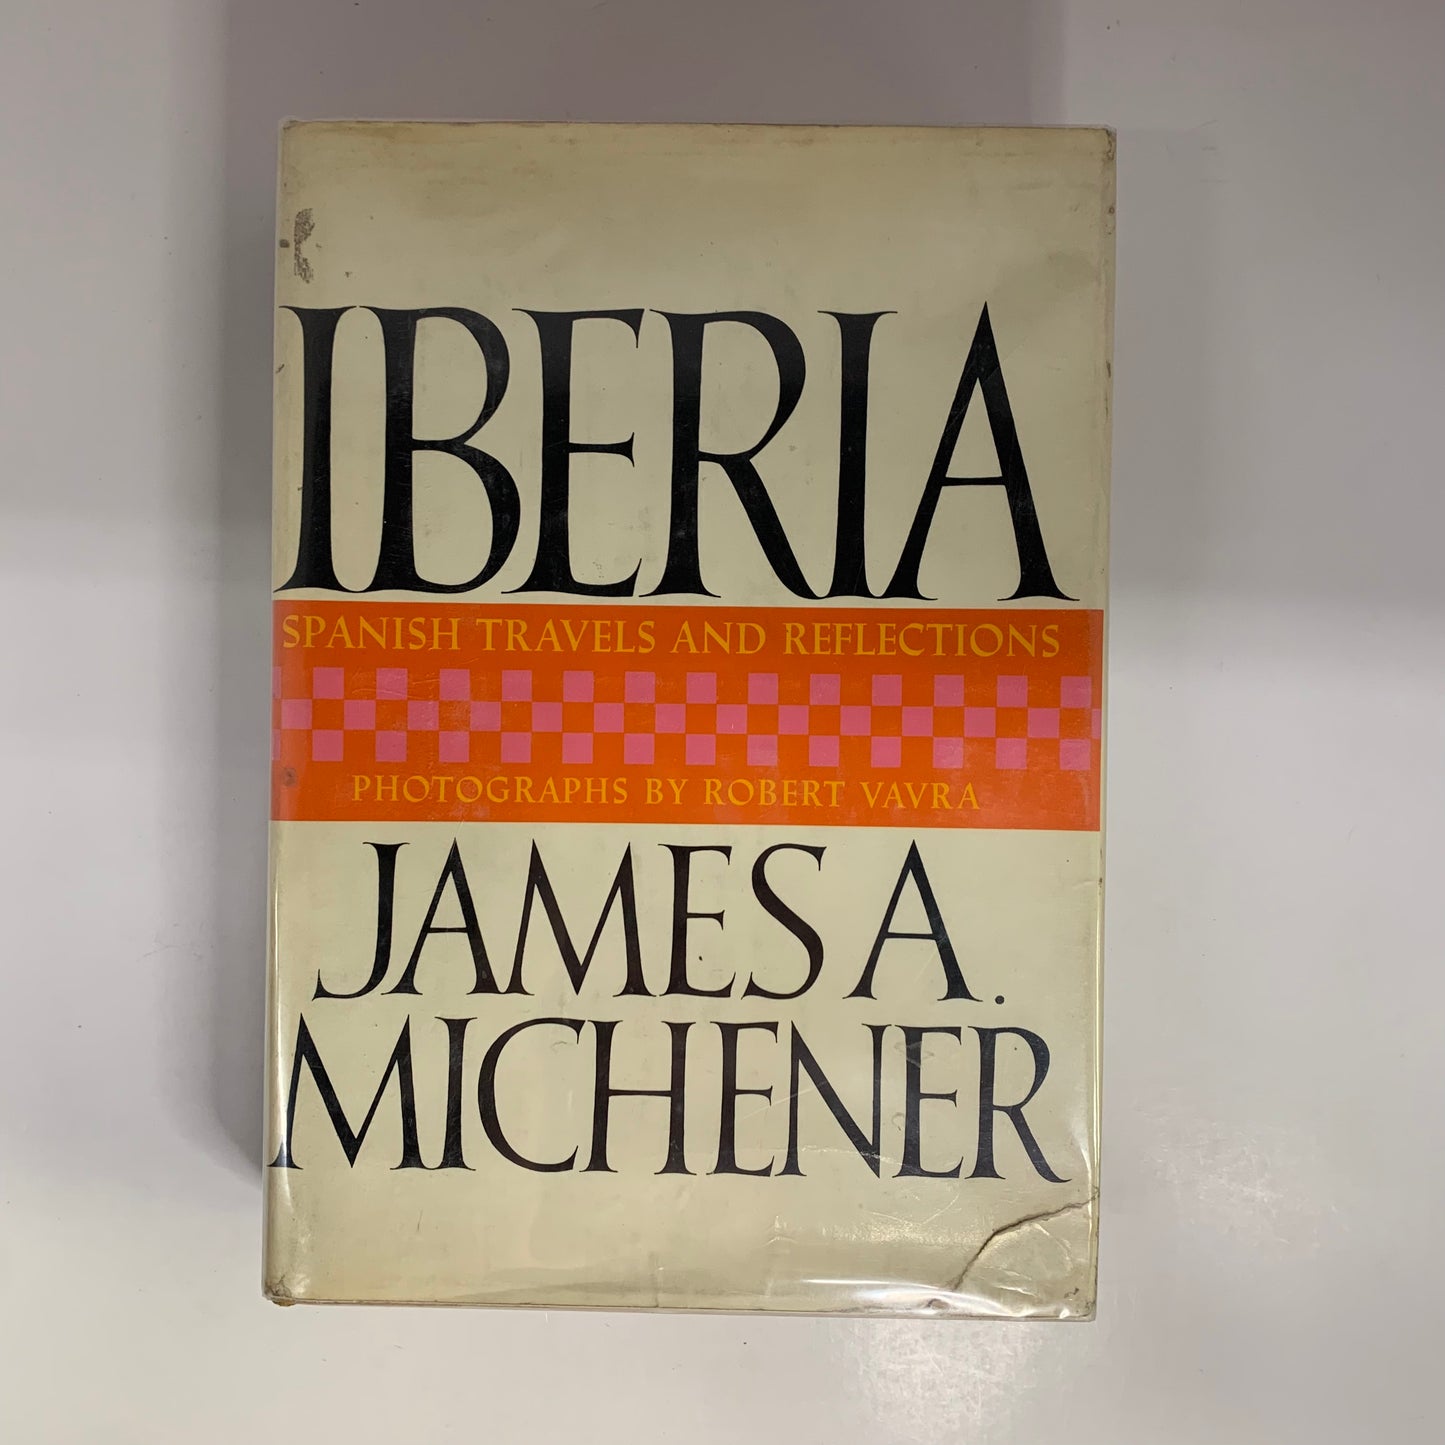 IBERIA
SPANISH TRAVELS AND REFLECTIONS
PHOTOGRAPHS BY ROBERT VAVRA
JAMES A.
MICHENER